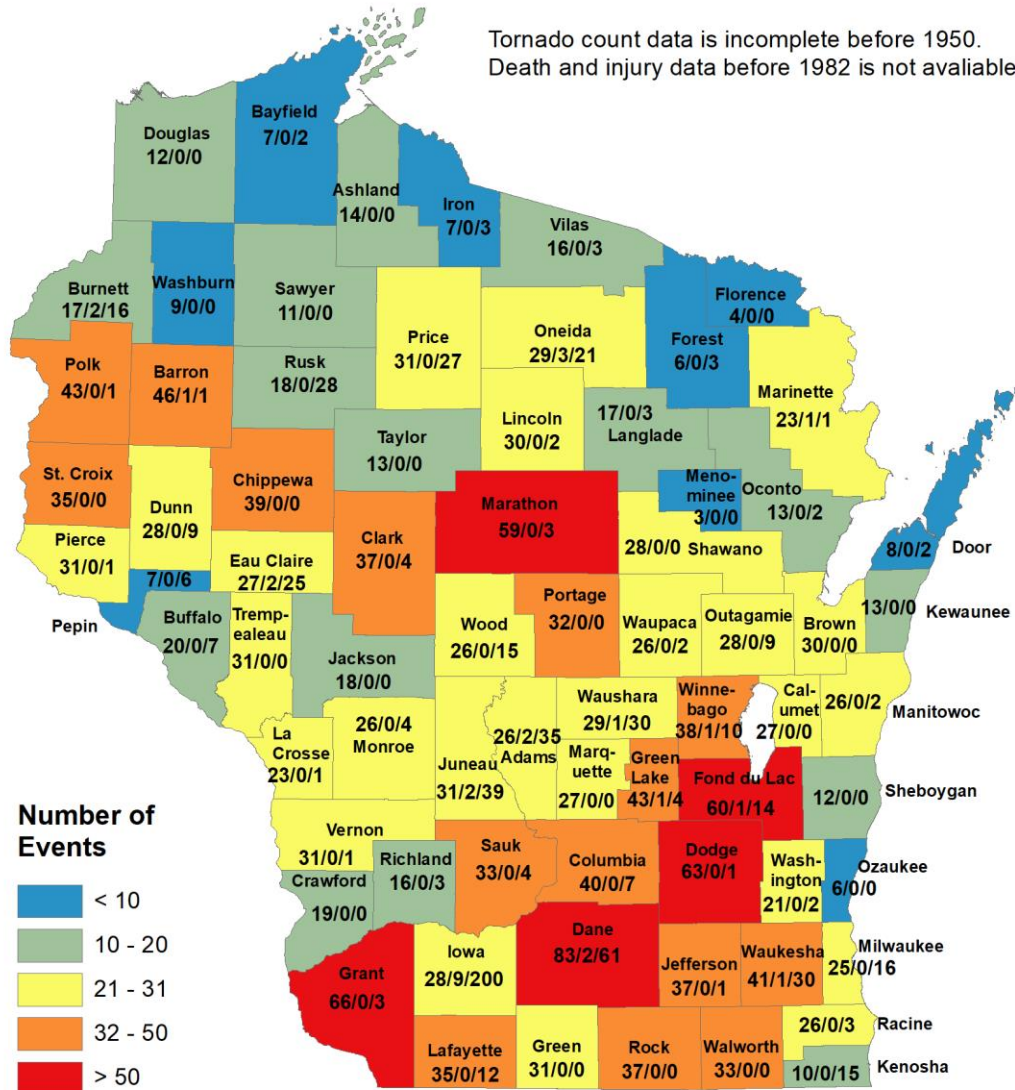 Tornado count data is incomplete before 1950.
Death and injury data before 1982 is not avaliable
Douglas
12/0/0
Bayfield
7/0/2
Ashland
14/0/0
Iron
7/0/3
Vilas
16/0/3
Burnett
17/2/16
Washburn
9/0/0
Sawyer
11/0/0
Price
31/0/27
Oneida
29/3/21
Forest
6/0/3
Florence
4/0/0
Marinette
23/1/1
Polk
43/0/1
Barron
46/1/1
Rusk
18/0/28
Taylor
13/0/0
Lincoln
30/0/2
17/0/3
Langlade
St. Croix
35/0/0
Dunn
28/0/9
Chippewa
39/0/0
Clark
37/0/4
Marathon
59/0/3
Meno-
minee
3/0/0
Oconto
13/0/2
8/0/2
Door
Pierce
31/0/1
7/0/6
Pepin
Eau Claire
27/2/25
28/0/0
Shawano
Buffalo
20/0/7
Tremp-
ealeau
31/0/0
Jackson
18/0/0
Wood
26/0/15
Portage
32/0/0
Waupaca
26/0/2
Outagamie
28/0/9
Brown
30/0/0
13/0/0
Kewaunee
La
Crosse
23/0/1
26/0/4
Monroe
Juneau
31/2/39
26/2/35
Adams
Waushara
29/1/30
Marq-
uette
27/0/0
Green
Lake
43/1/4
Winne-
bago
38/1/10
Cal-
umet
27/0/0
26/0/2
Manitowoc
Fond du Lac
60/1/14
12/0/0
Sheboygan
Vernon
31/0/1
Crawford
19/0/0
Richland
16/0/3
Sauk
33/0/4
Columbia
40/0/7
Dodge
63/0/1
Wash-
ington
21/0/2
Ozaukee
6/0/0
Grant
66/0/3
Iowa
28/9/200
Dane
83/2/61
Jefferson
37/0/1
Waukesha
41/1/30
Milwaukee
25/0/16
Lafayette
35/0/12
Green
31/0/0
Rock
37/0/0
Walworth
33/0/0
26/0/3
Racine
10/0/15
Kenosha
Number of
Events
< 10
10 - 20
21 - 31
32 - 50
> 50